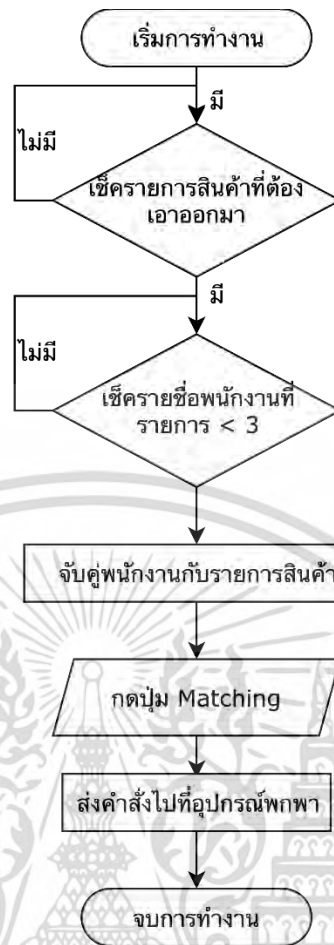 เริ่มการทำงาน
มี
ไม่มี
เช็ครายการสินค้าที่ต้อง
เอาออกมา
มี
ไม่มี
เช็ครายชื่อพนักงานที่
รายการ < 3
จับคู่พนักงานกับรายการสินค้า
กดปุ่ม Matching
ส่งคำสั่งไปที่อุปกรณ์พกพา
จบการทำงาน